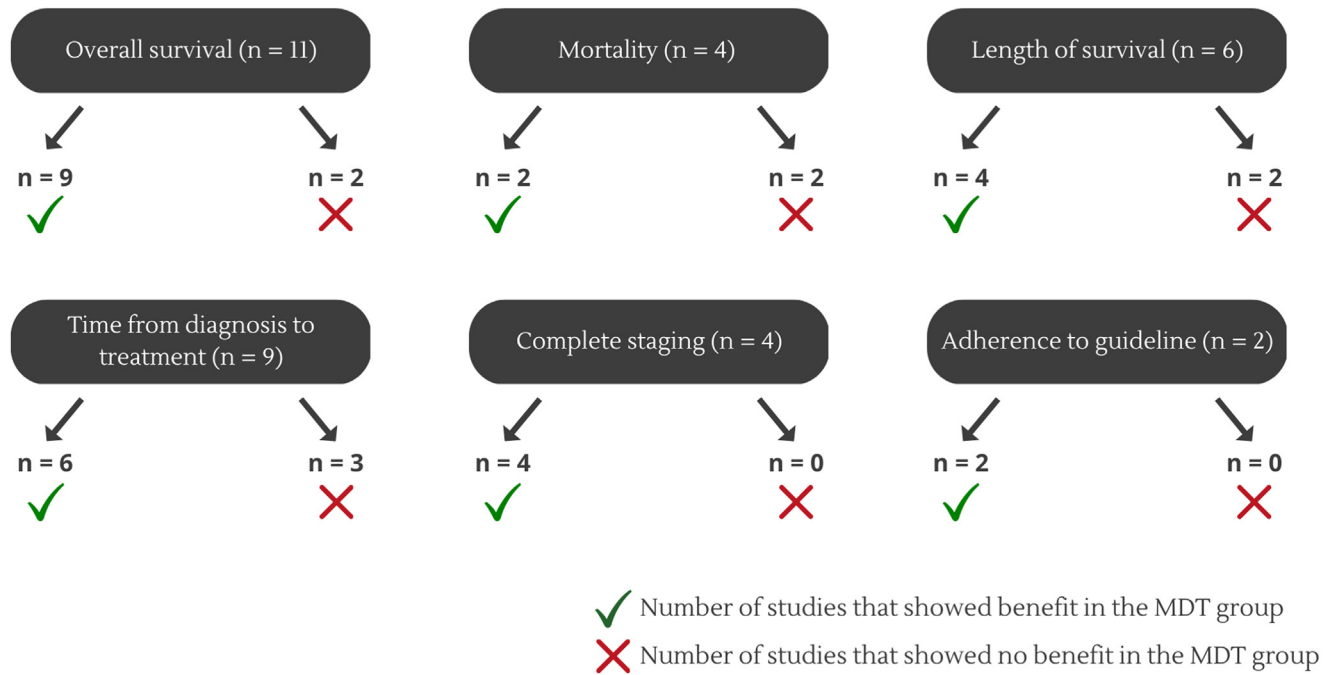 Overall survival (n = 11)
Mortality (n = 4)
Length of survival (n = 6)
n = 9
n = 2
n = 2
n = 2
n = 4
n = 2
Time from diagnosis to
treatment (n = 9)
Complete staging (n = 4)
Adherence to guideline (n = 2)
n = 6
n = 3
n = 4
n = 0
n = 2
n = 0
Number of studies that showed benefit in the MDT group
Number of studies that showed no benefit in the MDT group